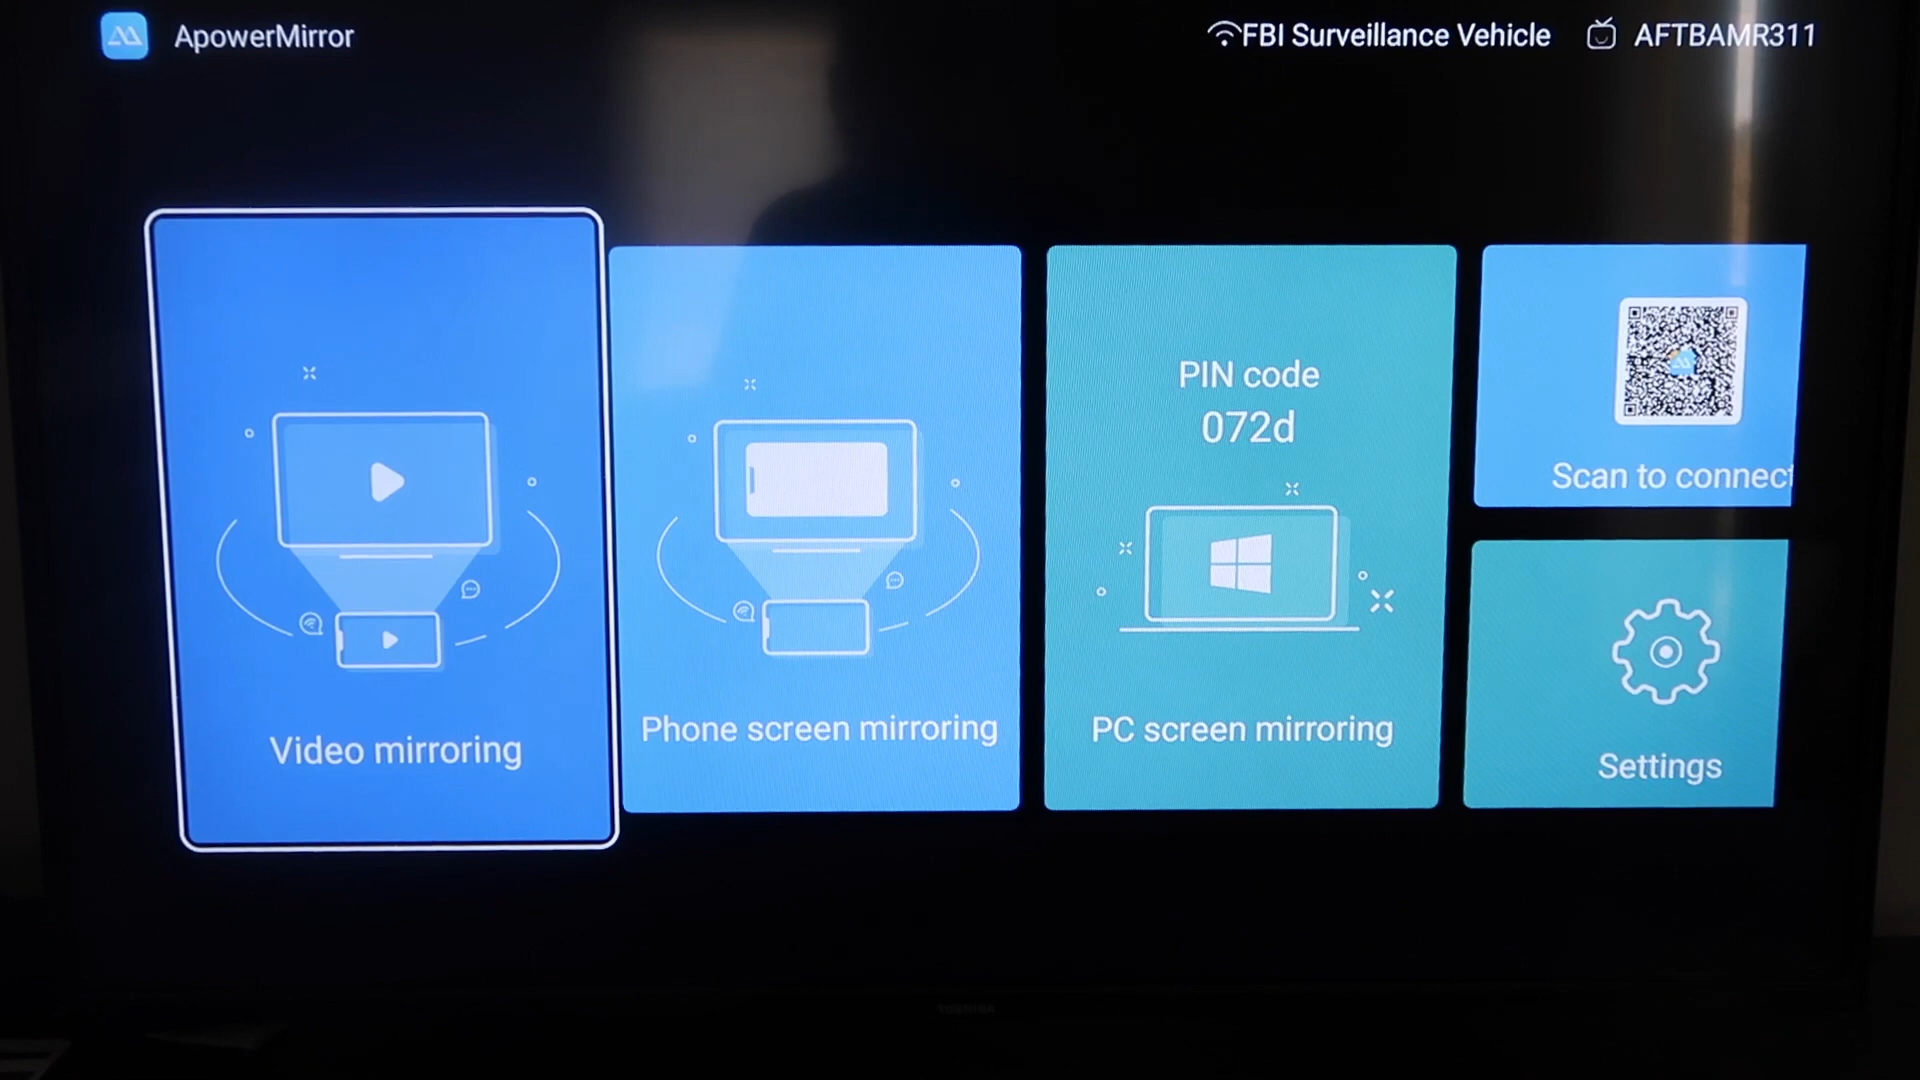 ApowerMirror
FBI Surveillance Vehicle
AFTBAMR311
Video mirroring
Phone screen mirroring
PIN code
072d
PC screen mirroring
Scan to connect
Settings
TOSHIBA